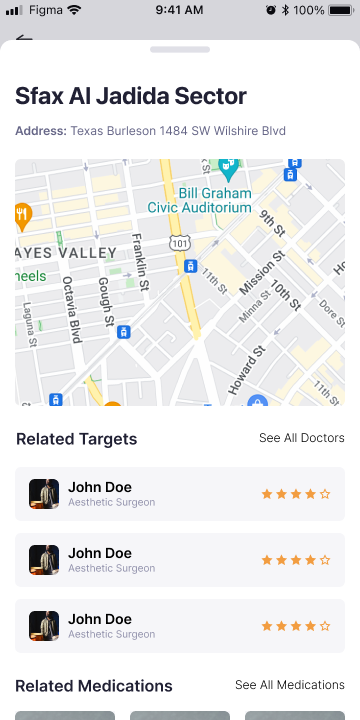 Figma 9:41 AM 100%
Sfax Al Jadida Sector
Address: Texas Burleson 1484 SW Wilshire Blvd
Bill Graham
Civic Auditorium
9th St
101
AYES VALLEY
Franklin St
Mission St
heels
11th St
10th St
Octavia Blvd
Gough St
Minna St
Laguna St
Dore St
Howard St
11th St
Related Targets
See All Doctors
John Doe
Aesthetic Surgeon
John Doe
Aesthetic Surgeon
John Doe
Aesthetic Surgeon
Related Medications
See All Medications